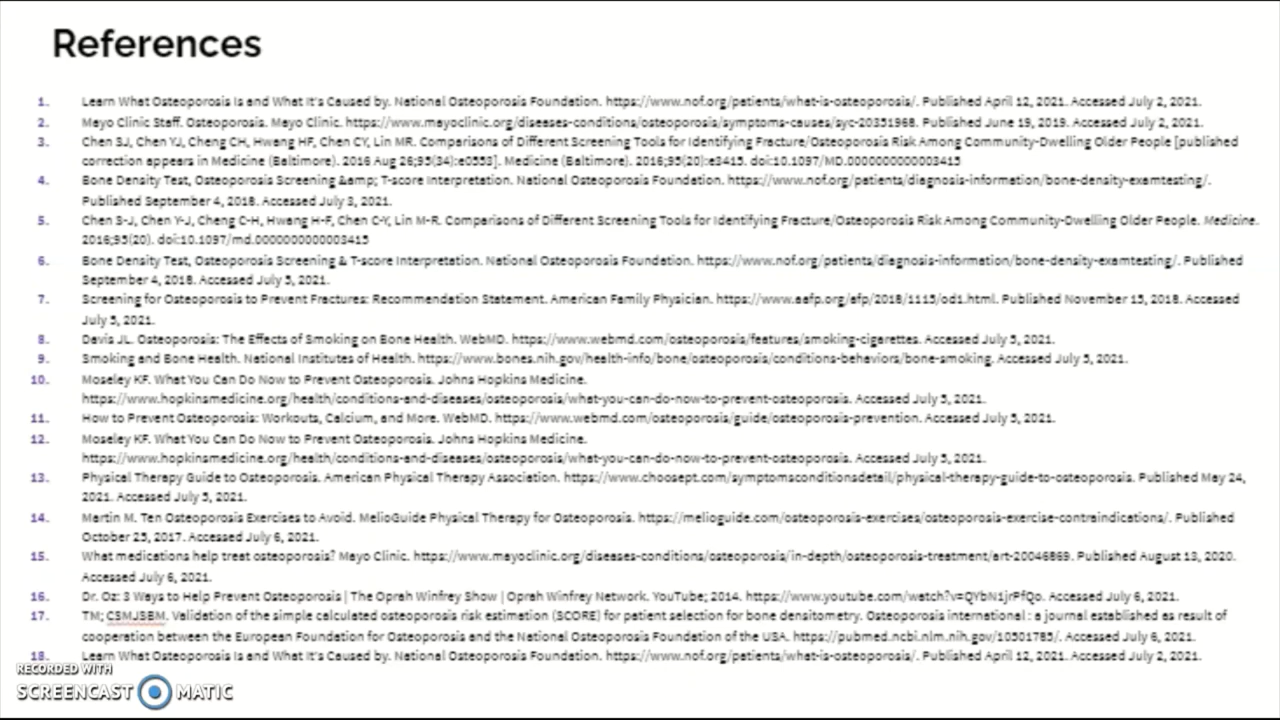 References
1. Learn What Osteoporosis Is and What It's Caused by. National Osteoporosis Foundation. https://www.nof.org/patients/what-is-osteoporosis/. Published April 12, 2021. Accessed July 2, 2021.
2. Mayo Clinic Staff. Osteoporosis. Mayo Clinic. https://www.mayoclinic.org/diseases-conditions/osteoporosis/symptoms-causes/syc-20351968. Published June 19, 2019. Accessed July 2, 2021.
3. Chen SJ, Chen YJ, Cheng CH, Hwang HF, Chen CY, Lin MR. Comparisons of Different Screening Tools for Identifying Fracture/Osteoporosis Risk Among Community-Dwelling Older People [published
correction appears in Medicine (Baltimore). 2016 Aug 26;95(34):e0553]. Medicine (Baltimore). 2016;95(20):e3415. doi:10.1097/MD.0000000000003415
4. Bone Density Test, Osteoporosis Screening &amp; T-score Interpretation. National Osteoporosis Foundation. https://www.nof.org/patients/diagnosis-information/bone-density-examtesting/.
Published September 4, 2018. Accessed July 3, 2021.
5. Chen S-J, Chen Y-J, Cheng C-H, Hwang H-F, Chen C-Y, Lin M-R. Comparisons of Different Screening Tools for Identifying Fracture/Osteoporosis Risk Among Community-Dwelling Older People. Medicine.
2016;95(20). doi:10.1097/md.0000000000003415
6. Bone Density Test, Osteoporosis Screening & T-score Interpretation. National Osteoporosis Foundation. https://www.nof.org/patients/diagnosis-information/bone-density-examtesting/. Published
September 4, 2018. Accessed July 5, 2021.
7. Screening for Osteoporosis to Prevent Fractures: Recommendation Statement. American Family Physician. https://www.aafp.org/afp/2018/1115/od1.html. Published November 15, 2018. Accessed
July 5, 2021.
8. Davis JL. Osteoporosis: The Effects of Smoking on Bone Health. WebMD. https://www.webmd.com/osteoporosis/features/smoking-cigarettes. Accessed July 5, 2021.
9. Smoking and Bone Health. National Institutes of Health. https://www.bones.nih.gov/health-info/bone/osteoporosis/conditions-behaviors/bone-smoking. Accessed July 5, 2021.
10. Moseley KF. What You Can Do Now to Prevent Osteoporosis. Johns Hopkins Medicine.
https://www.hopkinsmedicine.org/health/conditions-and-diseases/osteoporosis/what-you-can-do-now-to-prevent-osteoporosis. Accessed July 5, 2021.
11. How to Prevent Osteoporosis: Workouts, Calcium, and More. WebMD. https://www.webmd.com/osteoporosis/guide/osteoporosis-prevention. Accessed July 5, 2021.
12. Moseley KF. What You Can Do Now to Prevent Osteoporosis. Johns Hopkins Medicine.
https://www.hopkinsmedicine.org/health/conditions-and-diseases/osteoporosis/what-you-can-do-now-to-prevent-osteoporosis. Accessed July 5, 2021.
13. Physical Therapy Guide to Osteoporosis. American Physical Therapy Association. https://www.choosept.com/symptomsconditionsdetail/physical-therapy-guide-to-osteoporosis. Published May 24,
2021. Accessed July 5, 2021.
14. Martin M. Ten Osteoporosis Exercises to Avoid. MelioGuide Physical Therapy for Osteoporosis. https://melioguide.com/osteoporosis-exercises/osteoporosis-exercise-contraindications/. Published
October 25, 2017. Accessed July 6, 2021.
15. What medications help treat osteoporosis? Mayo Clinic. https://www.mayoclinic.org/diseases-conditions/osteoporosis/in-depth/osteoporosis-treatment/art-20046869. Published August 13, 2020.
Accessed July 6, 2021.
16. Dr. Oz: 3 Ways to Help Prevent Osteoporosis | The Oprah Winfrey Show | Oprah Winfrey Network. YouTube; 2014. https://www.youtube.com/watch?v=QYbN1jrPfQo. Accessed July 6, 2021.
17. TM; CSMJSBM. Validation of the simple calculated osteoporosis risk estimation (SCORE) for patient selection for bone densitometry. Osteoporosis international : a journal established as result of
cooperation between the European Foundation for Osteoporosis and the National Osteoporosis Foundation of the USA. https://pubmed.ncbi.nlm.nih.gov/10501785/. Accessed July 6, 2021.
18. Learn What Osteoporosis Is and What It's Caused by. National Osteoporosis Foundation. https://www.nof.org/patients/what-is-osteoporosis/. Published April 12, 2021. Accessed July 2, 2021.
RECORDED WITH
SCREENCAST MATIC